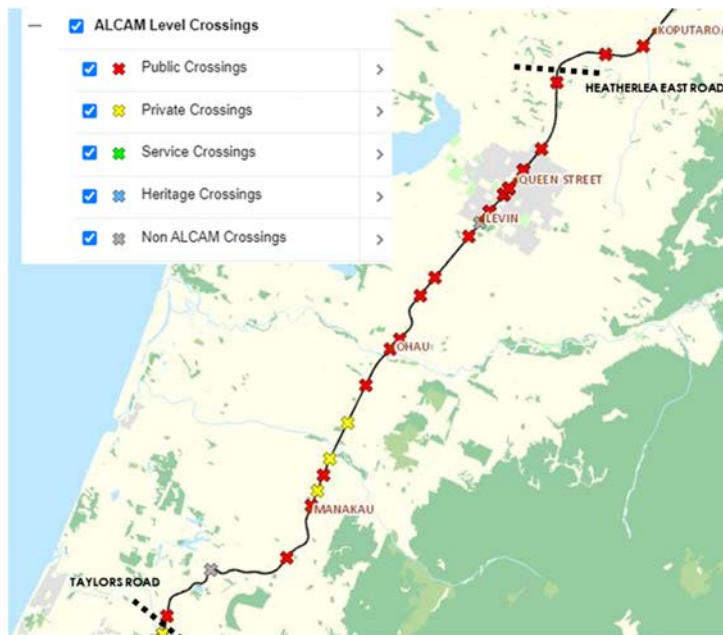 ALCAM Level Crossings
Public Crossings
Private Crossings
Service Crossings
Heritage Crossings
Non ALCAM Crossings
KOPUTAROA
HEATHERLEA EAST ROAD
QUEEN STREET
LEVIN
OHAU
MANAKAU
TAYLORS ROAD